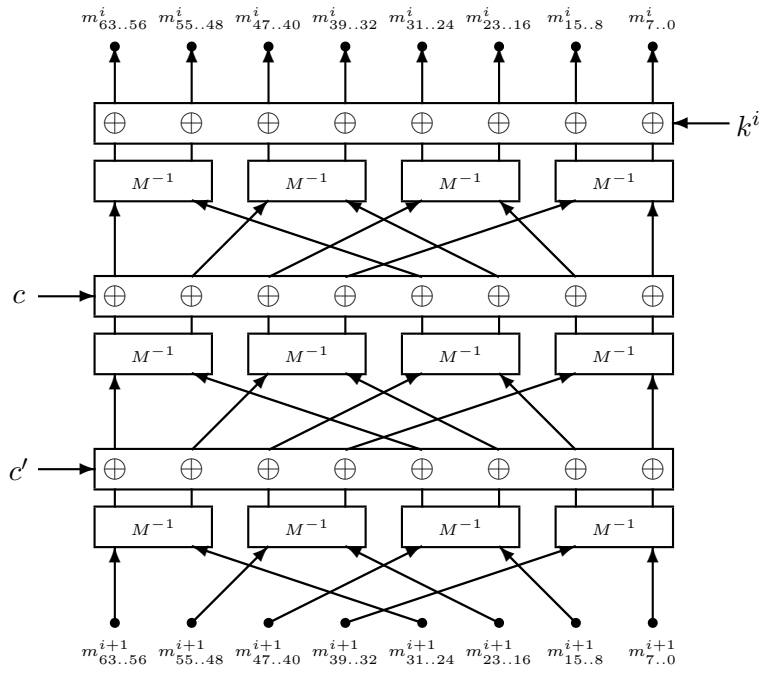 m^i_{63..56} m^i_{55..48} m^i_{47..40} m^i_{39..32} m^i_{31..24} m^i_{23..16} m^i_{15..8} m^i_{7..0}
k^i
M^{−1} M^{−1} M^{−1} M^{−1}
c
M^{−1} M^{−1} M^{−1} M^{−1}
c′
M^{−1} M^{−1} M^{−1} M^{−1}
m^{i+1}_{63..56} m^{i+1}_{55..48} m^{i+1}_{47..40} m^{i+1}_{39..32} m^{i+1}_{31..24} m^{i+1}_{23..16} m^{i+1}_{15..8} m^{i+1}_{7..0}